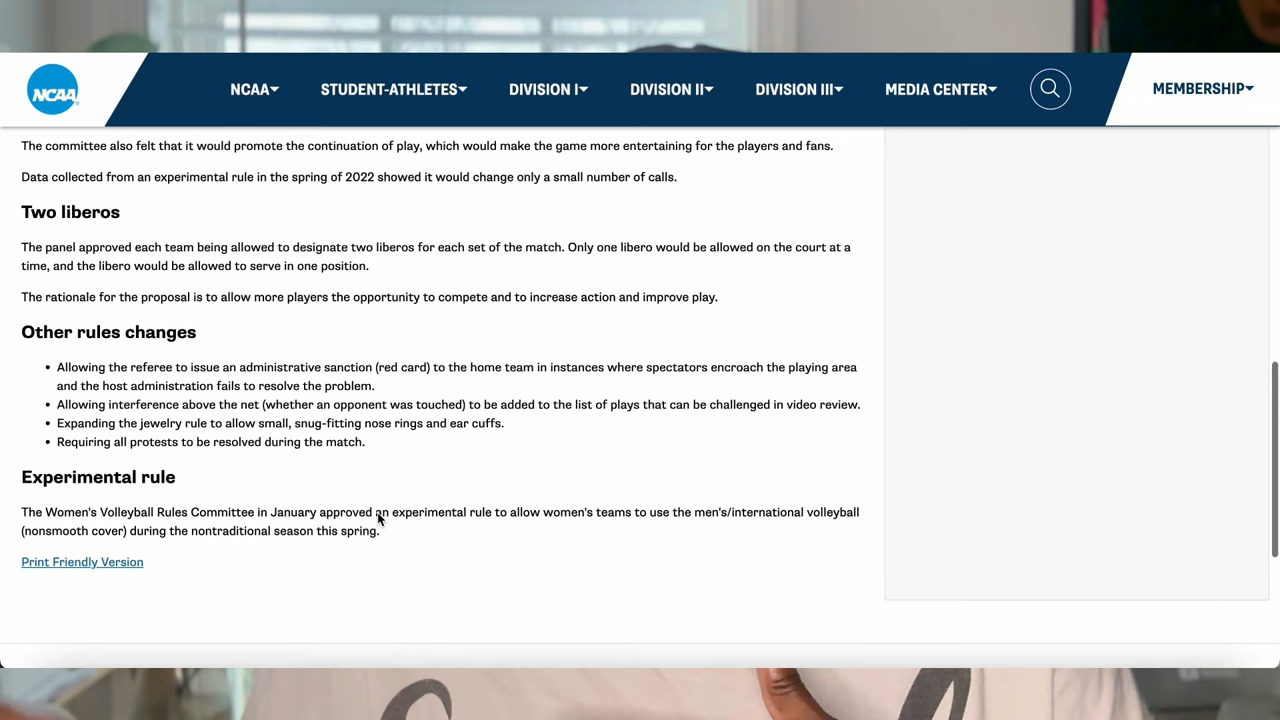 NCAA
NCAA STUDENT-ATHLETES DIVISION I DIVISION II DIVISION III MEDIA CENTER MEMBERSHIP
The committee also felt that it would promote the continuation of play, which would make the game more entertaining for the players and fans.
Data collected from an experimental rule in the spring of 2022 showed it would change only a small number of calls.
Two liberos
The panel approved each team being allowed to designate two liberos for each set of the match. Only one libero would be allowed on the court at a
time, and the libero would be allowed to serve in one position.
The rationale for the proposal is to allow more players the opportunity to compete and to increase action and improve play.
Other rules changes
• Allowing the referee to issue an administrative sanction (red card) to the home team in instances where spectators encroach the playing area
and the host administration fails to resolve the problem.
• Allowing interference above the net (whether an opponent was touched) to be added to the list of plays that can be challenged in video review.
• Expanding the jewelry rule to allow small, snug-fitting nose rings and ear cuffs.
• Requiring all protests to be resolved during the match.
Experimental rule
The Women's Volleyball Rules Committee in January approved an experimental rule to allow women's teams to use the men's/international volleyball
(nonsmooth cover) during the nontraditional season this spring.
Print Friendly Version